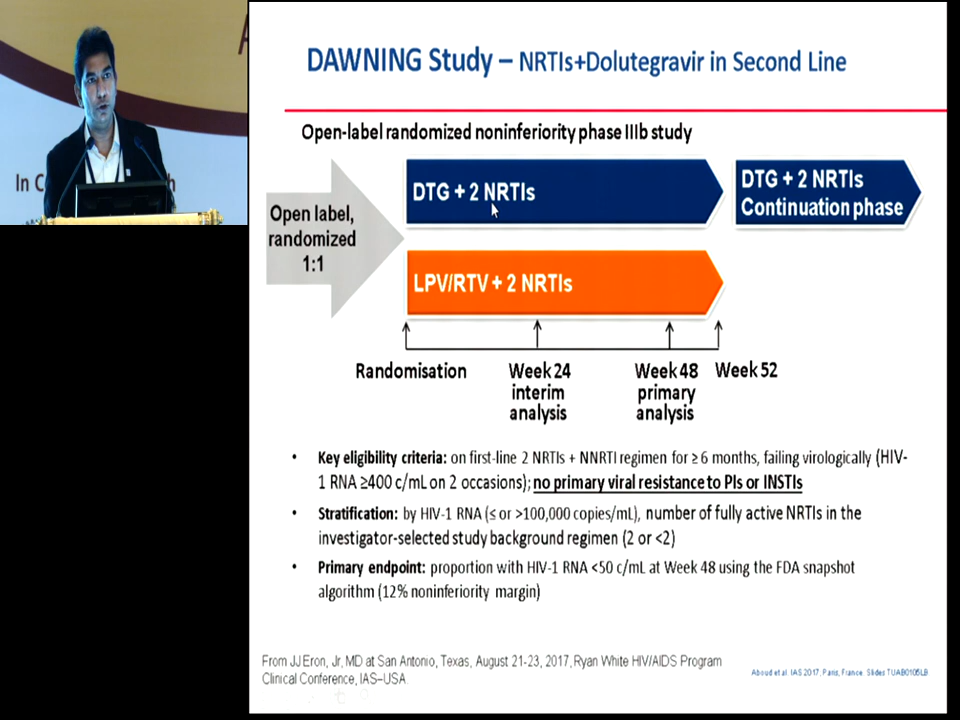 DAWNING Study – NRTIs+Dolutegravir in Second Line
Open-label randomized noninferiority phase IIIb study
Open label,
randomized
1:1
DTG + 2 NRTIs
DTG + 2 NRTIs
Continuation phase
LPV/RTV + 2 NRTIs
Randomisation
Week 24
interim
analysis
Week 48
primary
analysis
Week 52
• Key eligibility criteria: on first-line 2 NRTIs + NNRTI regimen for ≥ 6 months, failing virologically (HIV-
1 RNA ≥400 c/mL on 2 occasions); no primary viral resistance to PIs or INSTIs
• Stratification: by HIV-1 RNA (≤ or >100,000 copies/mL), number of fully active NRTIs in the
investigator-selected study background regimen (2 or <2)
• Primary endpoint: proportion with HIV-1 RNA <50 c/mL at Week 48 using the FDA snapshot
algorithm (12% noninferiority margin)
From JJ Eron, Jr, MD at San Antonio, Texas, August 21-23, 2017, Ryan White HIV/AIDS Program
Clinical Conference, IAS–USA.
Aboud et al. IAS 2017; Paris, France. Slides TUAB0105LB
In C